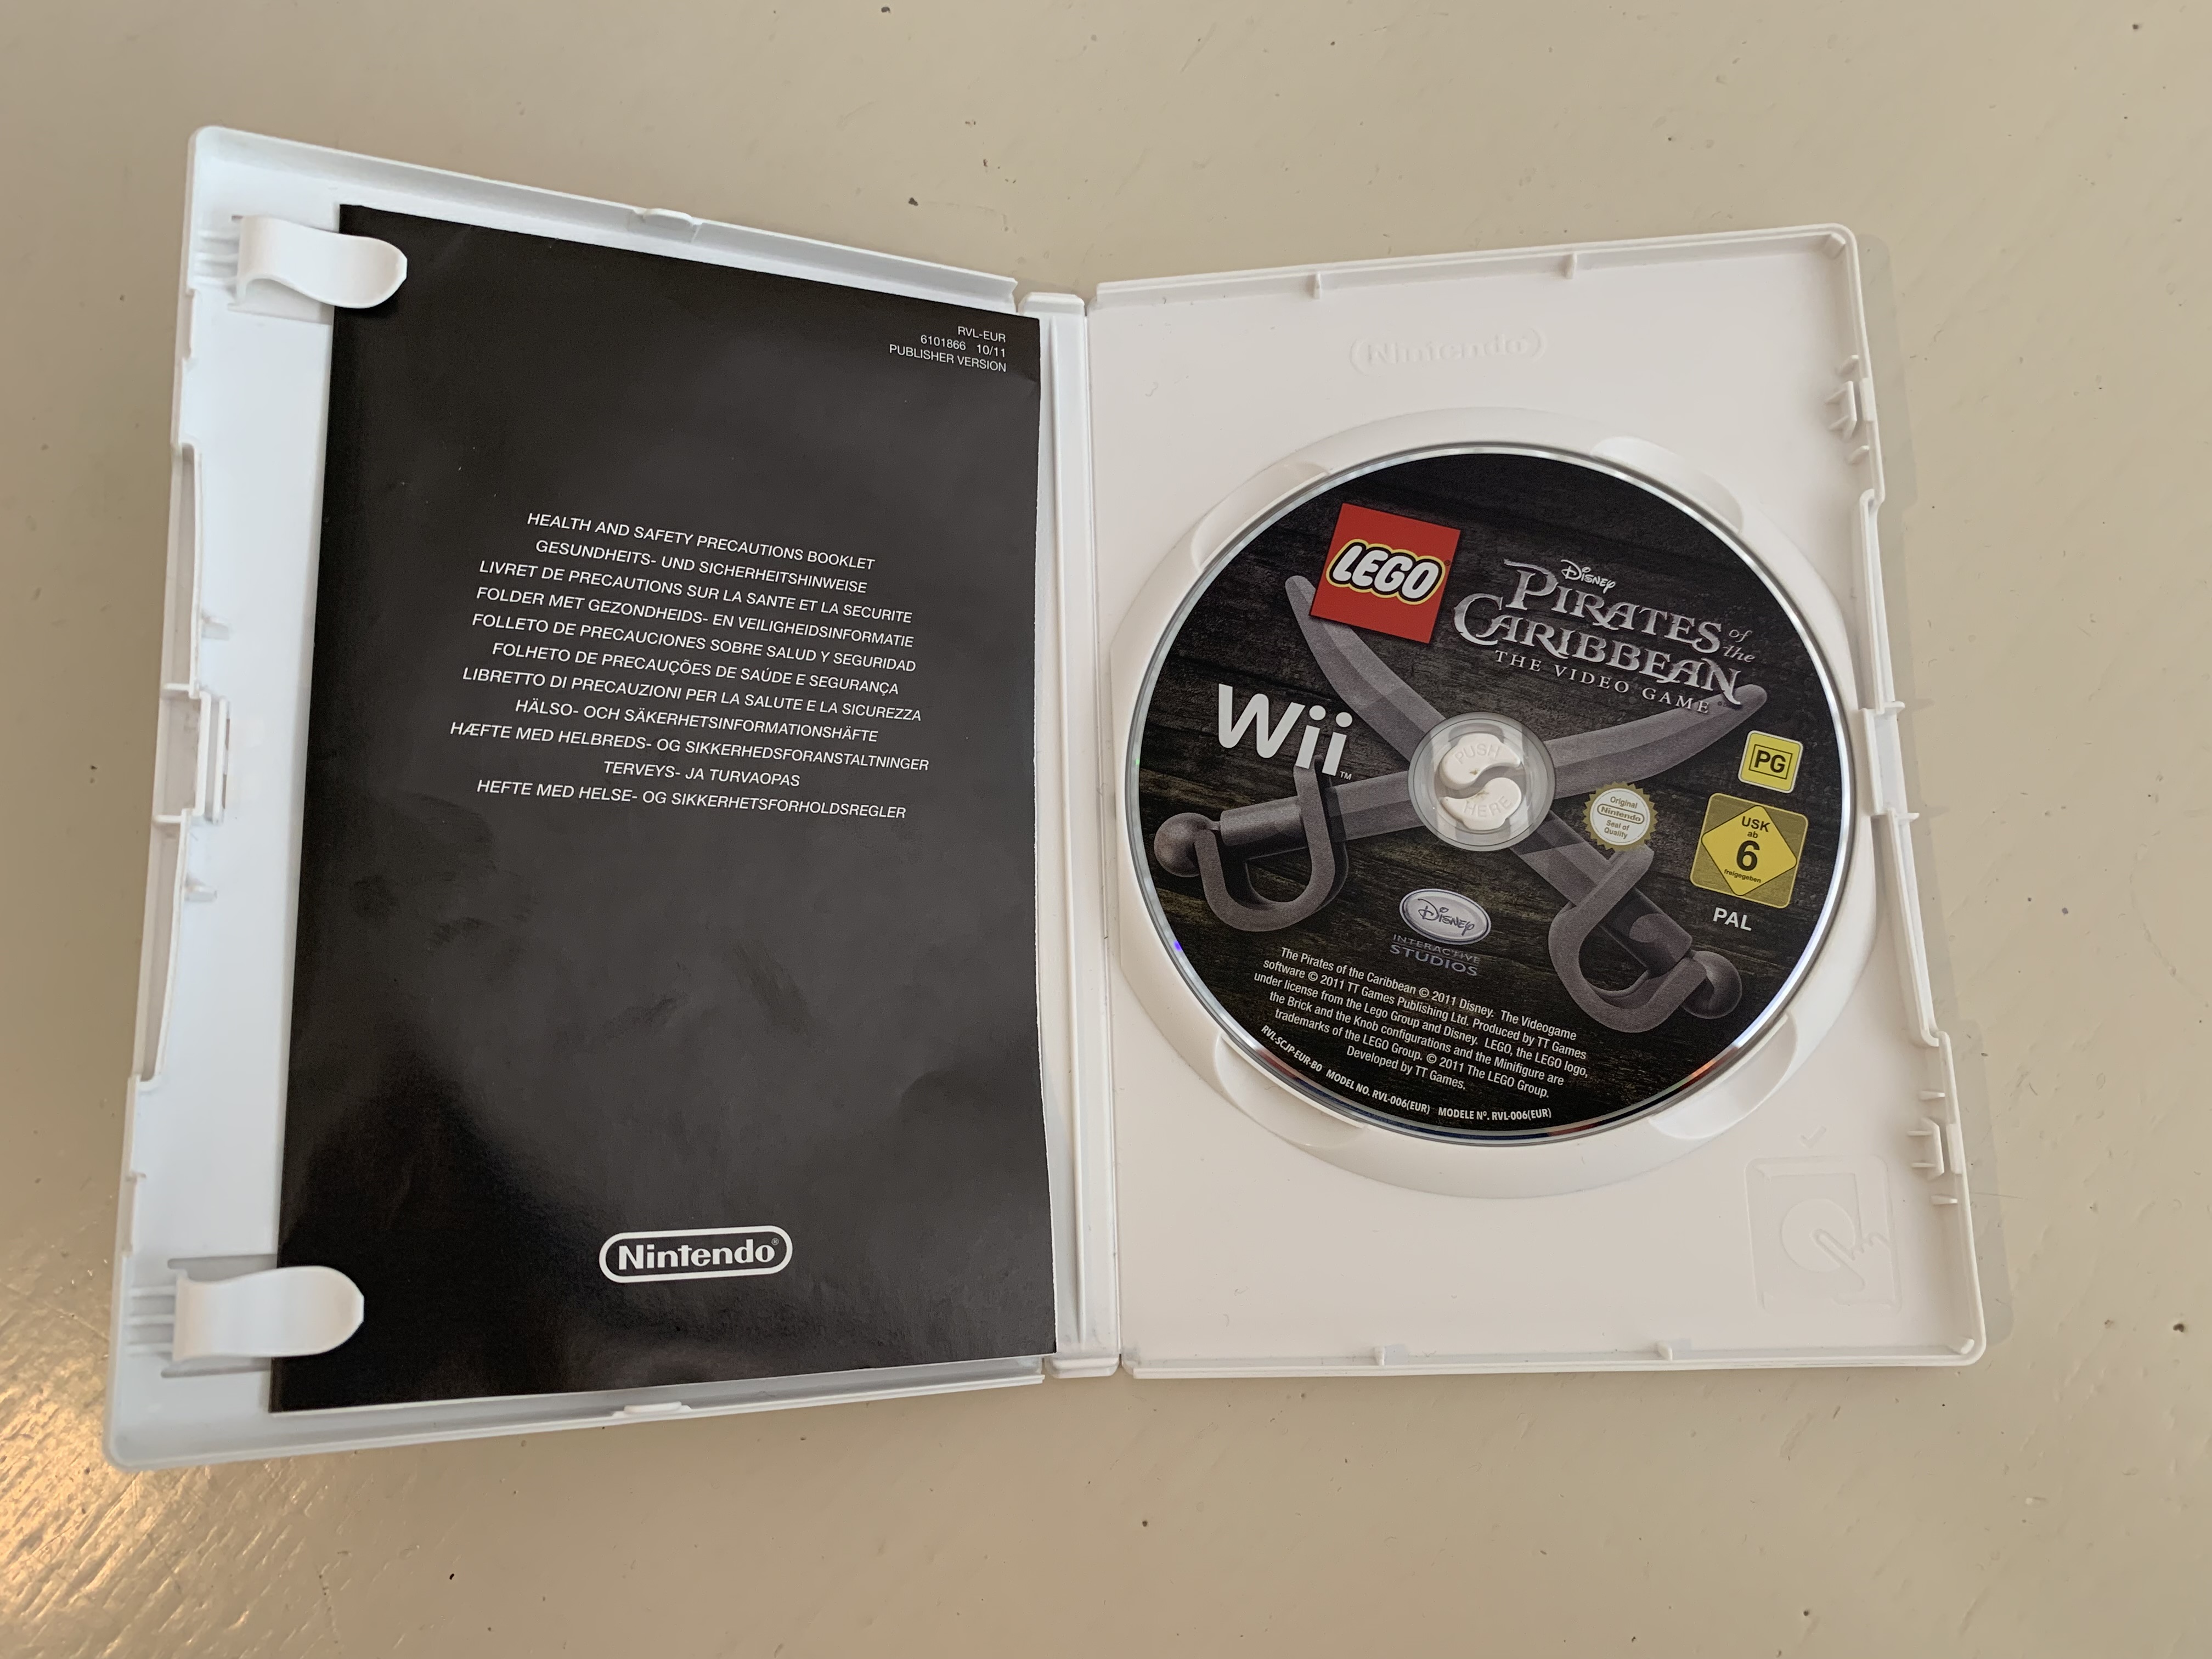 RVL-EUR
6101866 10/11
PUBLISHER VERSION
HEALTH AND SAFETY PRECAUTIONS BOOKLET
GESUNDHEITS- UND SICHERHEITSHINWEISE
LIVRET DE PRECAUTIONS SUR LA SANTE ET LA SECURITE
FOLDER MET GEZONDHEIDS- EN VEILIGHEIDSINFORMATIE
FOLLETO DE PRECAUCIONES SOBRE SALUD Y SEGURIDAD
FOLHETO DE PRECAUÇÕES DE SAÚDE E SEGURANÇA
LIBRETTO DI PRECAUZIONI PER LA SALUTE E LA SICUREZZA
HÄLSO- OCH SÄKERHETSINFORMATIONSHÄFTE
HÆFTE MED HELBREDS- OG SIKKERHEDSFORANSTALTNINGER
TERVEYS- JA TURVAOPAS
HEFTE MED HELSE- OG SIKKERHETSFORHOLDSREGLER
Nintendo®
Nintendo
LEGO
Disney
PIRATES of
the
CARIBBEAN
THE VIDEO GAME
Wii™
PUSH
HERE
PG
Original
Nintendo
Seal of
Quality
USK
ab
6
freigegeben
PAL
Disney
INTERACTIVE
STUDIOS
The Pirates of the Caribbean © 2011 Disney. The Videogame
software © 2011 TT Games Publishing Ltd. Produced by TT Games
under license from the Lego Group and Disney. LEGO, the LEGO logo,
the Brick and the Knob configurations and the Minifigure are
trademarks of the LEGO Group. © 2011 The LEGO Group.
Developed by TT Games.
RVL-SCJP-EUR-B0 MODEL NO. RVL-006(EUR) MODELE N°. RVL-006(EUR)